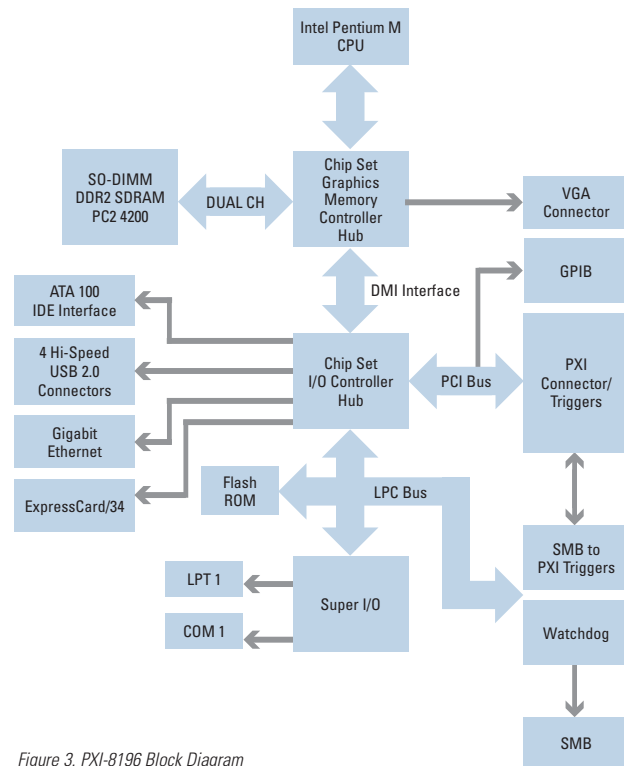 Intel Pentium M
CPU
SO-DIMM
DDR2 SDRAM
PC2 4200
DUAL CH
Chip Set
Graphics
Memory
Controller
Hub
VGA
Connector
DMI Interface
GPIB
ATA 100
IDE Interface
4 Hi-Speed
USB 2.0
Connectors
Gigabit
Ethernet
ExpressCard/34
Chip Set
I/O Controller
Hub
PCI Bus
PXI
Connector/
Triggers
Flash
ROM
LPC Bus
SMB to
PXI Triggers
LPT 1
COM 1
Super I/O
Watchdog
SMB
Figure 3. PXI-8196 Block Diagram